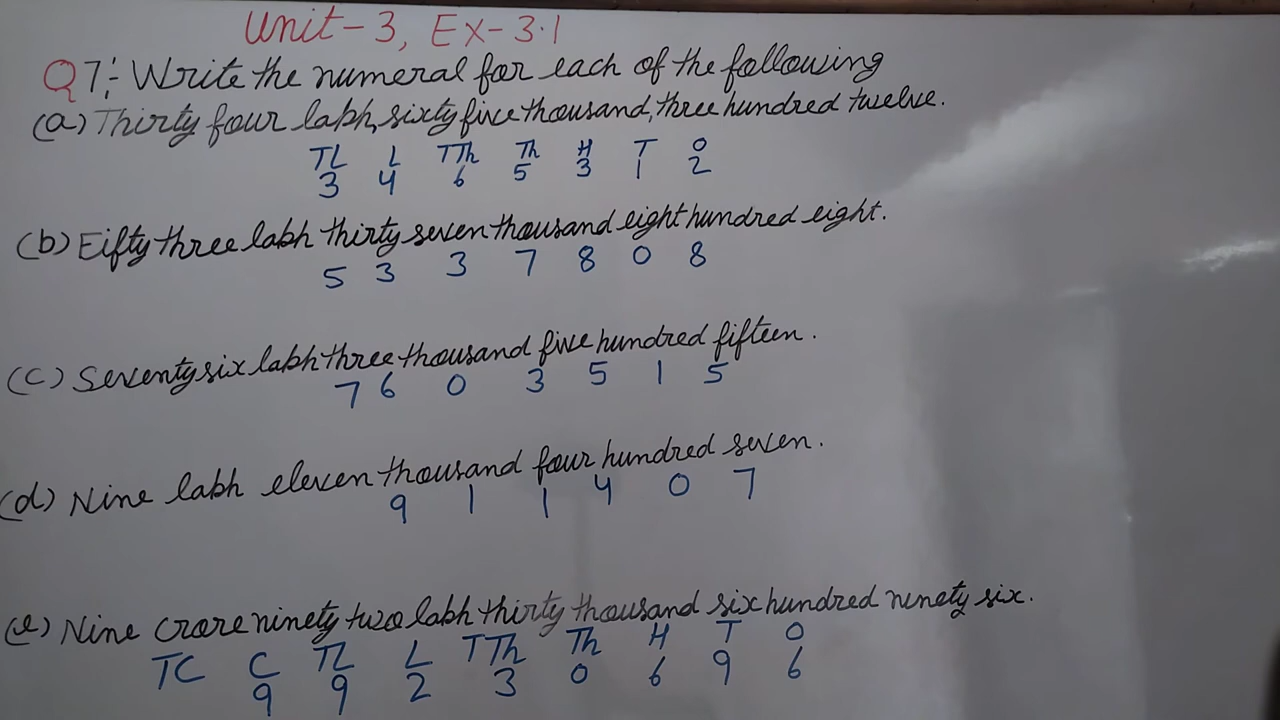 Unit-3, Ex-3.1
Q7:- Write the numeral for each of the following
(a) Thirty four lakh, sixty five thousand, three hundred twelve.
TL L TTh Th H T O
3 4 6 5 3 1 2
(b) Fifty three lakh thirty seven thousand eight hundred eight.
5 3 3 7 8 0 8
(c) Seventy six lakh three thousand five hundred fifteen.
7 6 0 3 5 1 5
(d) Nine lakh eleven thousand four hundred seven.
9 1 1 4 0 7
(e) Nine crore ninety two lakh thirty thousand six hundred ninety six.
TC C TL L TTh Th H T O
9 9 2 3 0 6 9 6